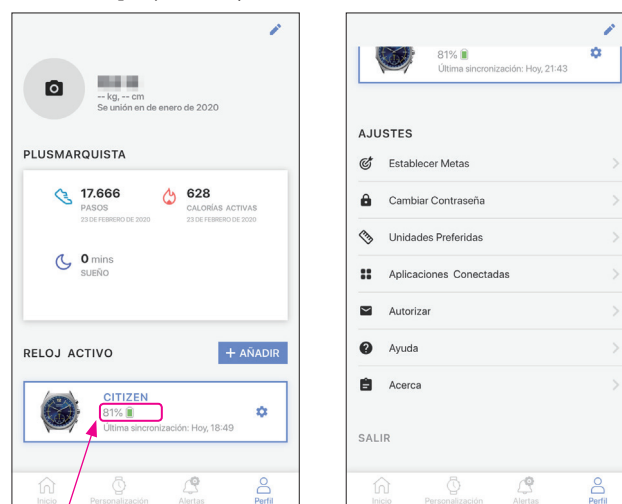 -- kg, -- cm
Se unión en de enero de 2020
PLUSMARQUISTA
17.666
PASOS
23 DE FEBRERO DE 2020
628
CALORÍAS ACTIVAS
23 DE FEBRERO DE 2020
0 mins
SUEÑO
RELOJ ACTIVO
+ AÑADIR
CITIZEN
81%
Última sincronización: Hoy, 18:49
Inicio
Personalización
Alertas
Perfil
81%
Última sincronización: Hoy, 21:43
AJUSTES
Establecer Metas
Cambiar Contraseña
Unidades Preferidas
Aplicaciones Conectadas
Autorizar
Ayuda
Acerca
SALIR
Inicio
Personalización
Alertas
Perfil